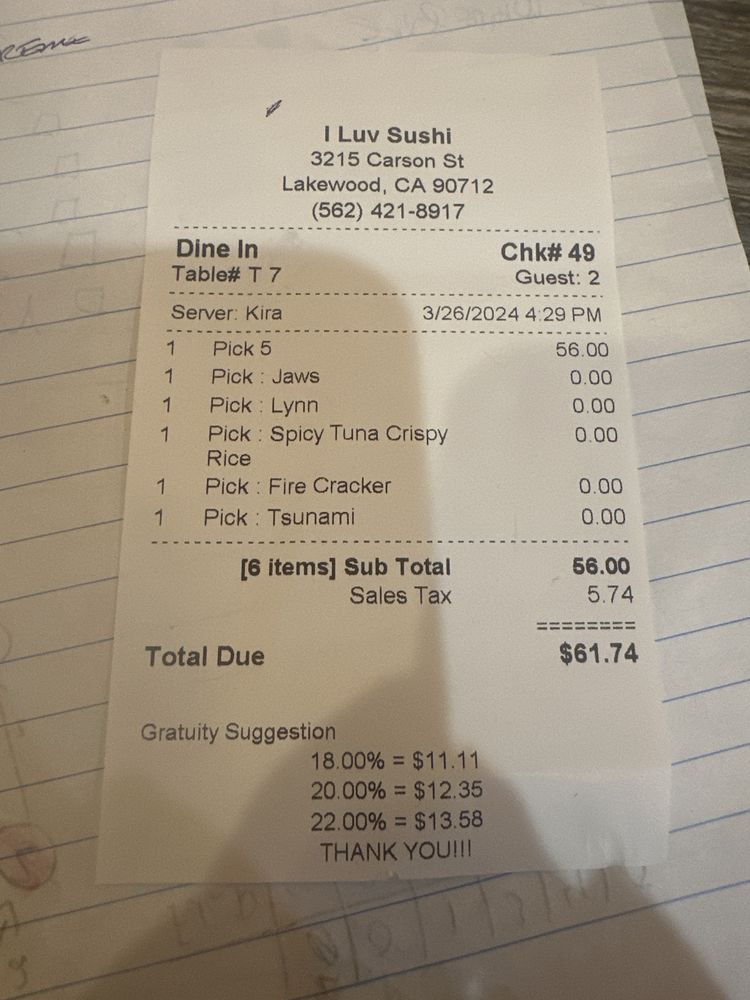 I Luv Sushi
3215 Carson St
Lakewood, CA 90712
(562) 421-8917
Dine In Chk# 49
Table# T 7 Guest: 2
Server: Kira 3/26/2024 4:29 PM
1 Pick 5 56.00
1 Pick : Jaws 0.00
1 Pick : Lynn 0.00
1 Pick : Spicy Tuna Crispy 0.00
Rice
1 Pick : Fire Cracker 0.00
1 Pick : Tsunami 0.00
[6 items] Sub Total 56.00
Sales Tax 5.74
========
Total Due $61.74
Gratuity Suggestion
18.00% = $11.11
20.00% = $12.35
22.00% = $13.58
THANK YOU!!!